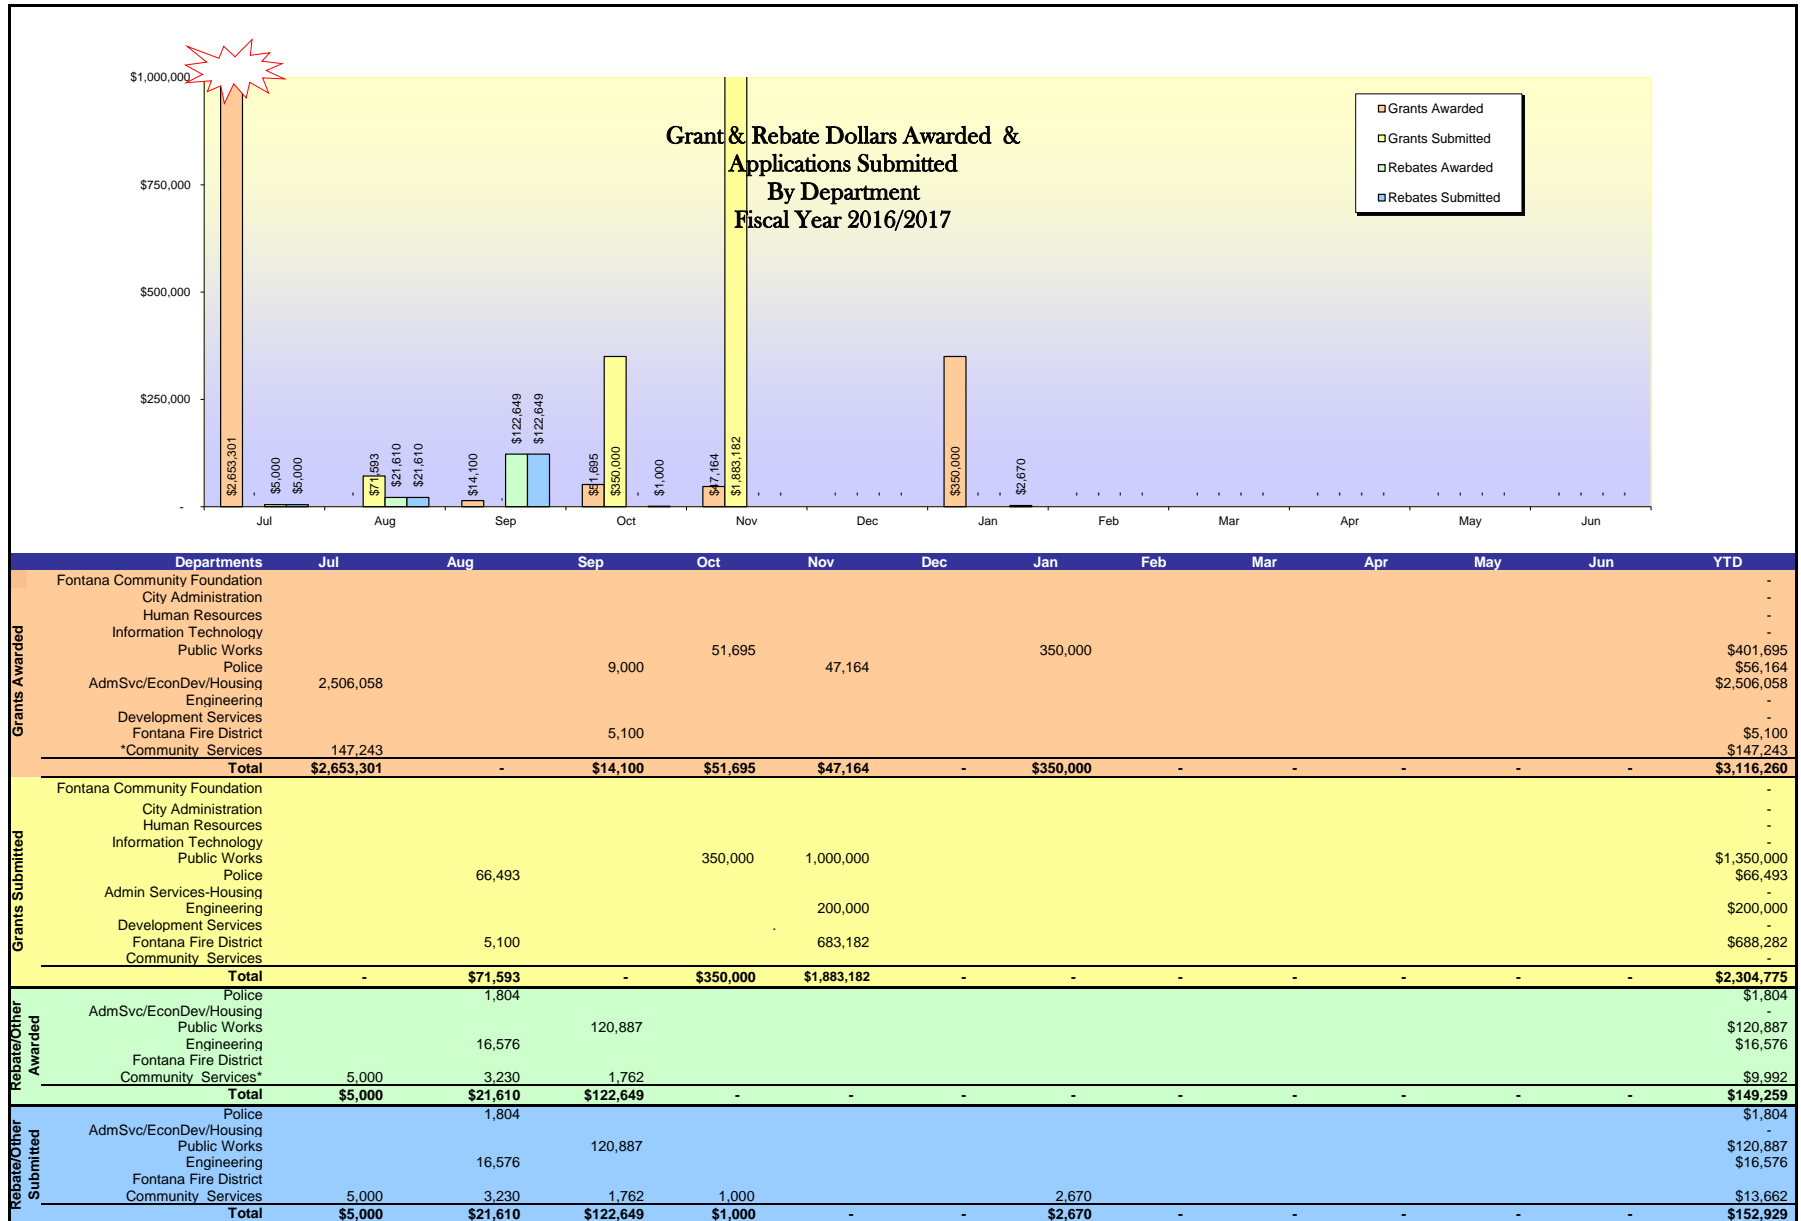 Grant & Rebate Dollars Awarded &
Applications Submitted
By Department
Fiscal Year 2016/2017
Grants Awarded
Grants Submitted
Rebates Awarded
Rebates Submitted
$1,000,000
$750,000
$500,000
$250,000
-
$2,653,301 $5,000 $5,000 $71,593 $21,610 $21,610 $14,100 $122,649 $122,649 $51,695 $350,000 $1,000 $47,164 $1,883,182 $350,000 $2,670
Jul Aug Sep Oct Nov Dec Jan Feb Mar Apr May Jun
Departments Jul Aug Sep Oct Nov Dec Jan Feb Mar Apr May Jun YTD
Grants Awarded
Fontana Community Foundation -
City Administration -
Human Resources -
Information Technology -
Public Works 51,695 350,000 $401,695
Police 9,000 47,164 $56,164
AdmSvc/EconDev/Housing 2,506,058 $2,506,058
Engineering -
Development Services -
Fontana Fire District 5,100 $5,100
*Community Services 147,243 $147,243
Total $2,653,301 - $14,100 $51,695 $47,164 - $350,000 - - - - - $3,116,260
Grants Submitted
Fontana Community Foundation -
City Administration -
Human Resources -
Information Technology -
Public Works 350,000 1,000,000 $1,350,000
Police 66,493 $66,493
Admin Services-Housing -
Engineering 200,000 $200,000
Development Services . -
Fontana Fire District 5,100 683,182 $688,282
Community Services -
Total - $71,593 - $350,000 $1,883,182 - - - - - - - $2,304,775
Rebate/Other Awarded
Police 1,804 $1,804
AdmSvc/EconDev/Housing -
Public Works 120,887 $120,887
Engineering 16,576 $16,576
Fontana Fire District
Community Services* 5,000 3,230 1,762 $9,992
Total $5,000 $21,610 $122,649 - - - - - - - - - $149,259
Rebate/Other Submitted
Police 1,804 $1,804
AdmSvc/EconDev/Housing -
Public Works 120,887 $120,887
Engineering 16,576 $16,576
Fontana Fire District
Community Services 5,000 3,230 1,762 1,000 2,670 $13,662
Total $5,000 $21,610 $122,649 $1,000 - - $2,670 - - - - - $152,929